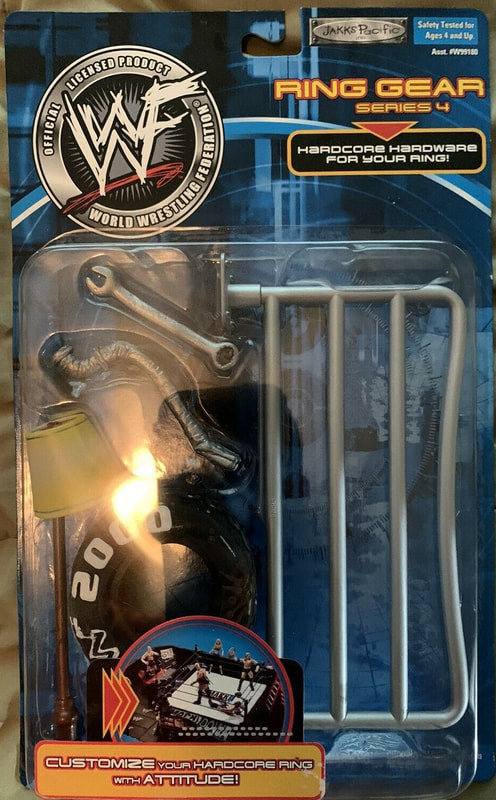 JAKKS Pacific
Safety Tested for
Ages 4 and Up.
Asst. #W99180
OFFICIAL LICENSED PRODUCT
WF
WORLD WRESTLING FEDERATION
RING GEAR
SERIES 4
HARDCORE HARDWARE
FOR YOUR RING!
2000
CUSTOMIZE YOUR HARDCORE RING
WITH ATTITUDE!